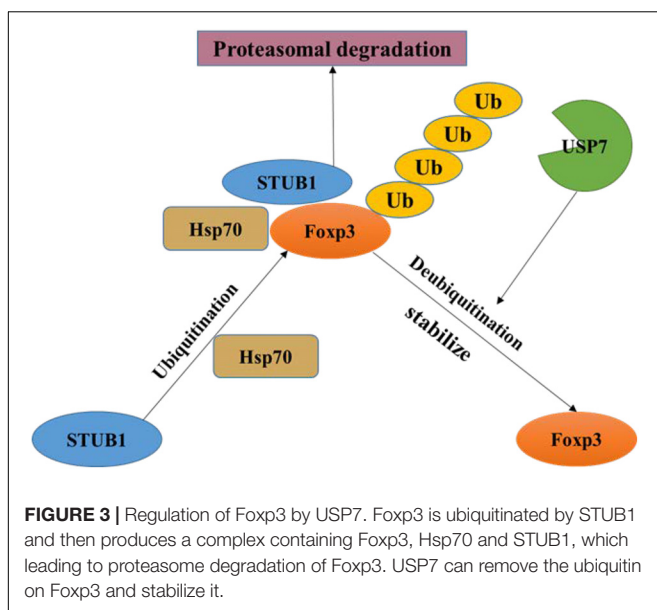 Proteasomal degradation
Ub
Ub
Ub
Ub
USP7
STUB1
Hsp70
Foxp3
Ubiquitination
Hsp70
Deubiquitination
stabilize
STUB1
Foxp3
FIGURE 3 | Regulation of Foxp3 by USP7. Foxp3 is ubiquitinated by STUB1
and then produces a complex containing Foxp3, Hsp70 and STUB1, which
leading to proteasome degradation of Foxp3. USP7 can remove the ubiquitin
on Foxp3 and stabilize it.